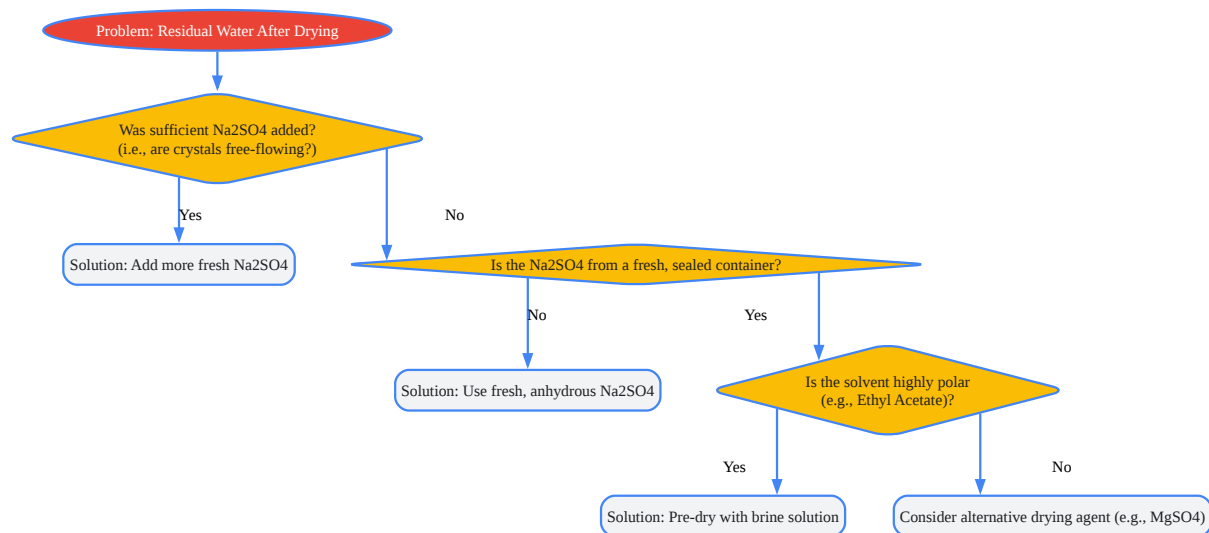 Problem: Residual Water After Drying
Was sufficient Na2SO4 added?
(i.e., are crystals free-flowing?)
Yes
No
Solution: Add more fresh Na2SO4
Is the Na2SO4 from a fresh, sealed container?
No
Yes
Solution: Use fresh, anhydrous Na2SO4
Is the solvent highly polar
(e.g., Ethyl Acetate)?
Yes
No
Solution: Pre-dry with brine solution
Consider alternative drying agent (e.g., MgSO4)